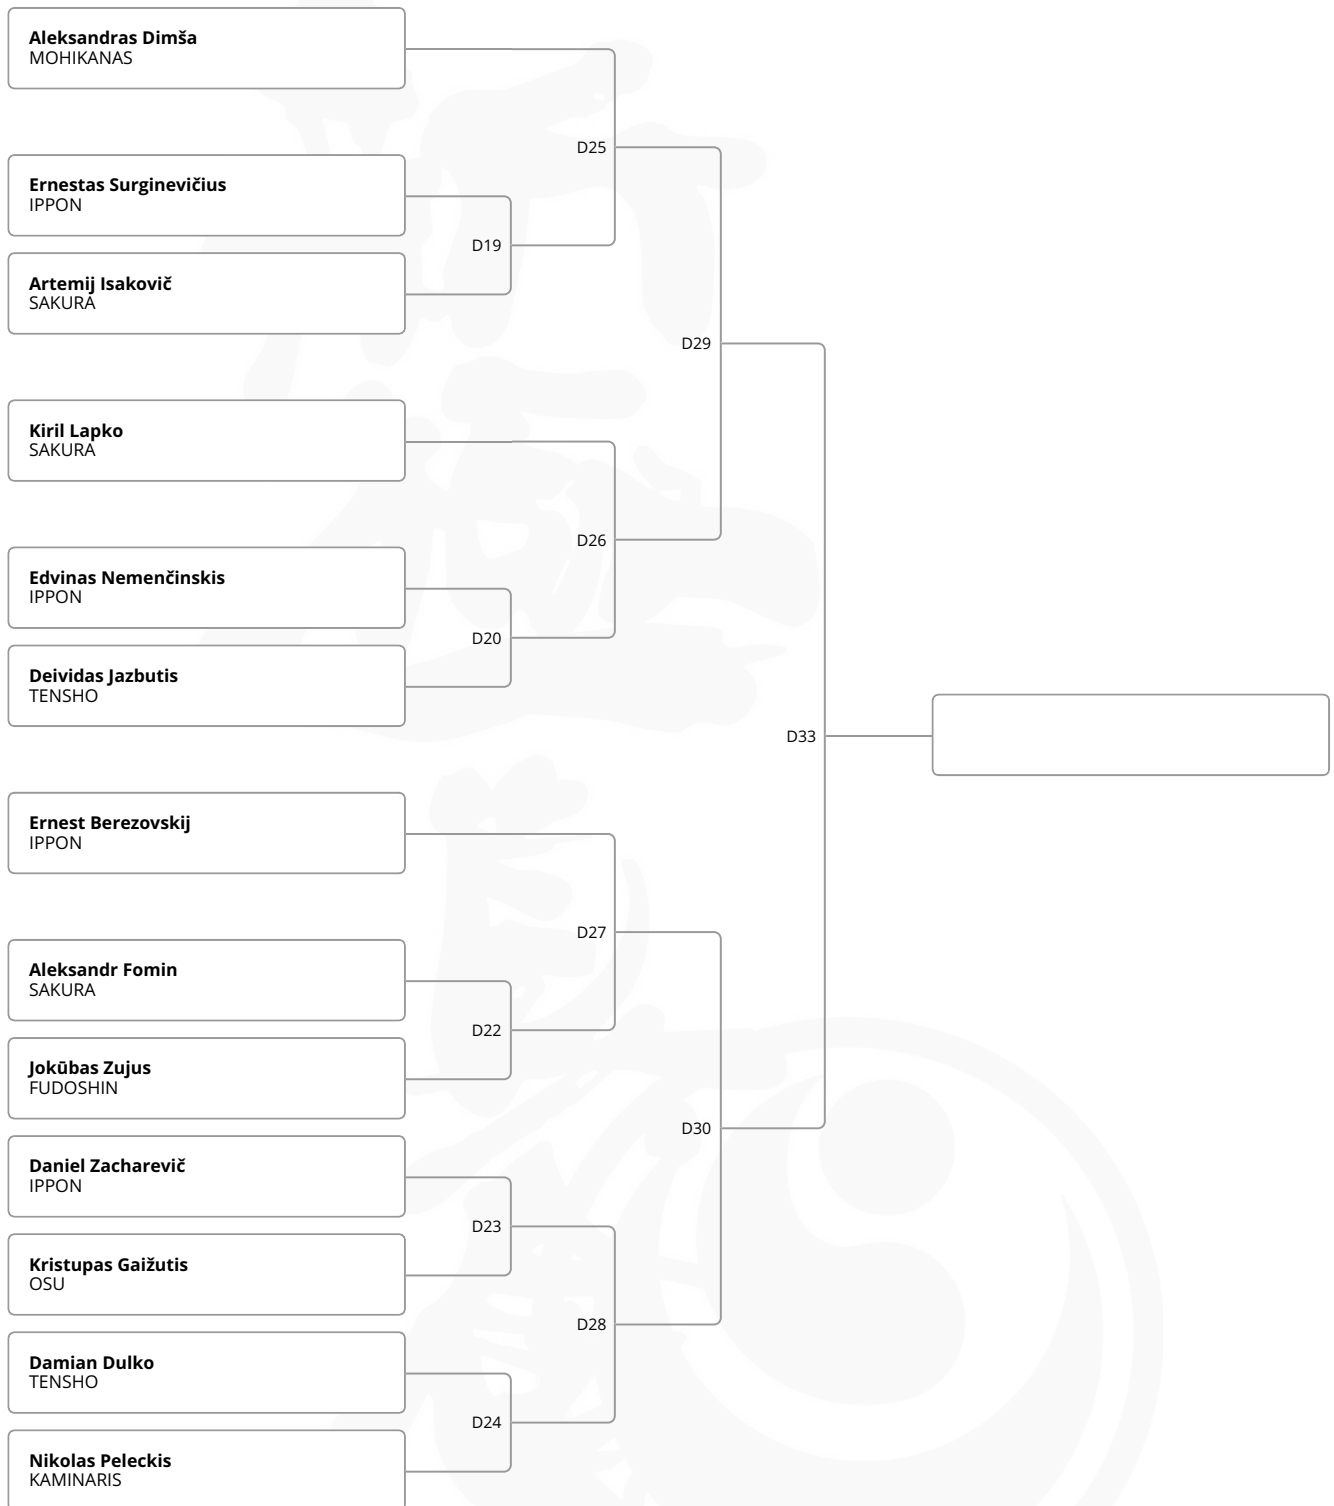 Aleksandras Dimša
MOHIKANAS
D25
Ernestas Surginevičius
IPPON
D19
Artemij Isakovič
SAKURA
D29
Kiril Lapko
SAKURA
D26
Edvinas Nemenčinskis
IPPON
D20
Deividas Jazbutis
TENSHO
D33
Ernest Berezovskij
IPPON
D27
Aleksandr Fomin
SAKURA
D22
Jokūbas Zujus
FUDOSHIN
D30
Daniel Zacharevič
IPPON
D23
Kristupas Gaižutis
OSU
D28
Damian Dulko
TENSHO
D24
Nikolas Peleckis
KAMINARIS